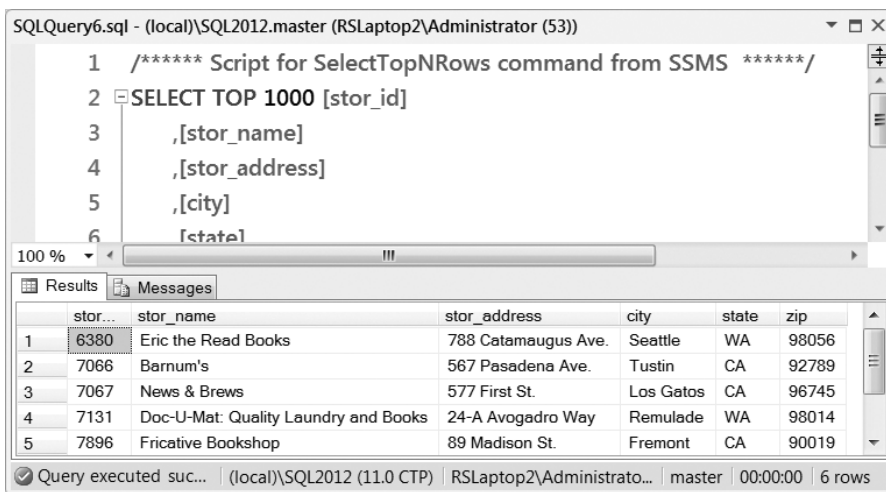 SQLQuery6.sql - (local)\SQL2012.master (RSLaptop2\Administrator (53))
1 /****** Script for SelectTopNRows command from SSMS ******/
2 SELECT TOP 1000 [stor_id]
3 ,[stor_name]
4 ,[stor_address]
5 ,[city]
6 [state]
100 %
Results Messages
stor... stor_name stor_address city state zip
1 6380 Eric the Read Books 788 Catamaugus Ave. Seattle WA 98056
2 7066 Barnum's 567 Pasadena Ave. Tustin CA 92789
3 7067 News & Brews 577 First St. Los Gatos CA 96745
4 7131 Doc-U-Mat: Quality Laundry and Books 24-A Avogadro Way Remulade WA 98014
5 7896 Fricative Bookshop 89 Madison St. Fremont CA 90019
Query executed suc... (local)\SQL2012 (11.0 CTP) RSLaptop2\Administrato... master 00:00:00 6 rows